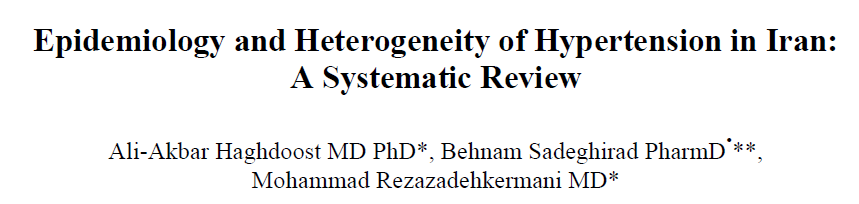 Epidemiology and Heterogeneity of Hypertension in Iran:
A Systematic Review
Ali-Akbar Haghdoost MD PhD*, Behnam Sadeghirad PharmD•**,
Mohammad Rezazadehkermani MD*